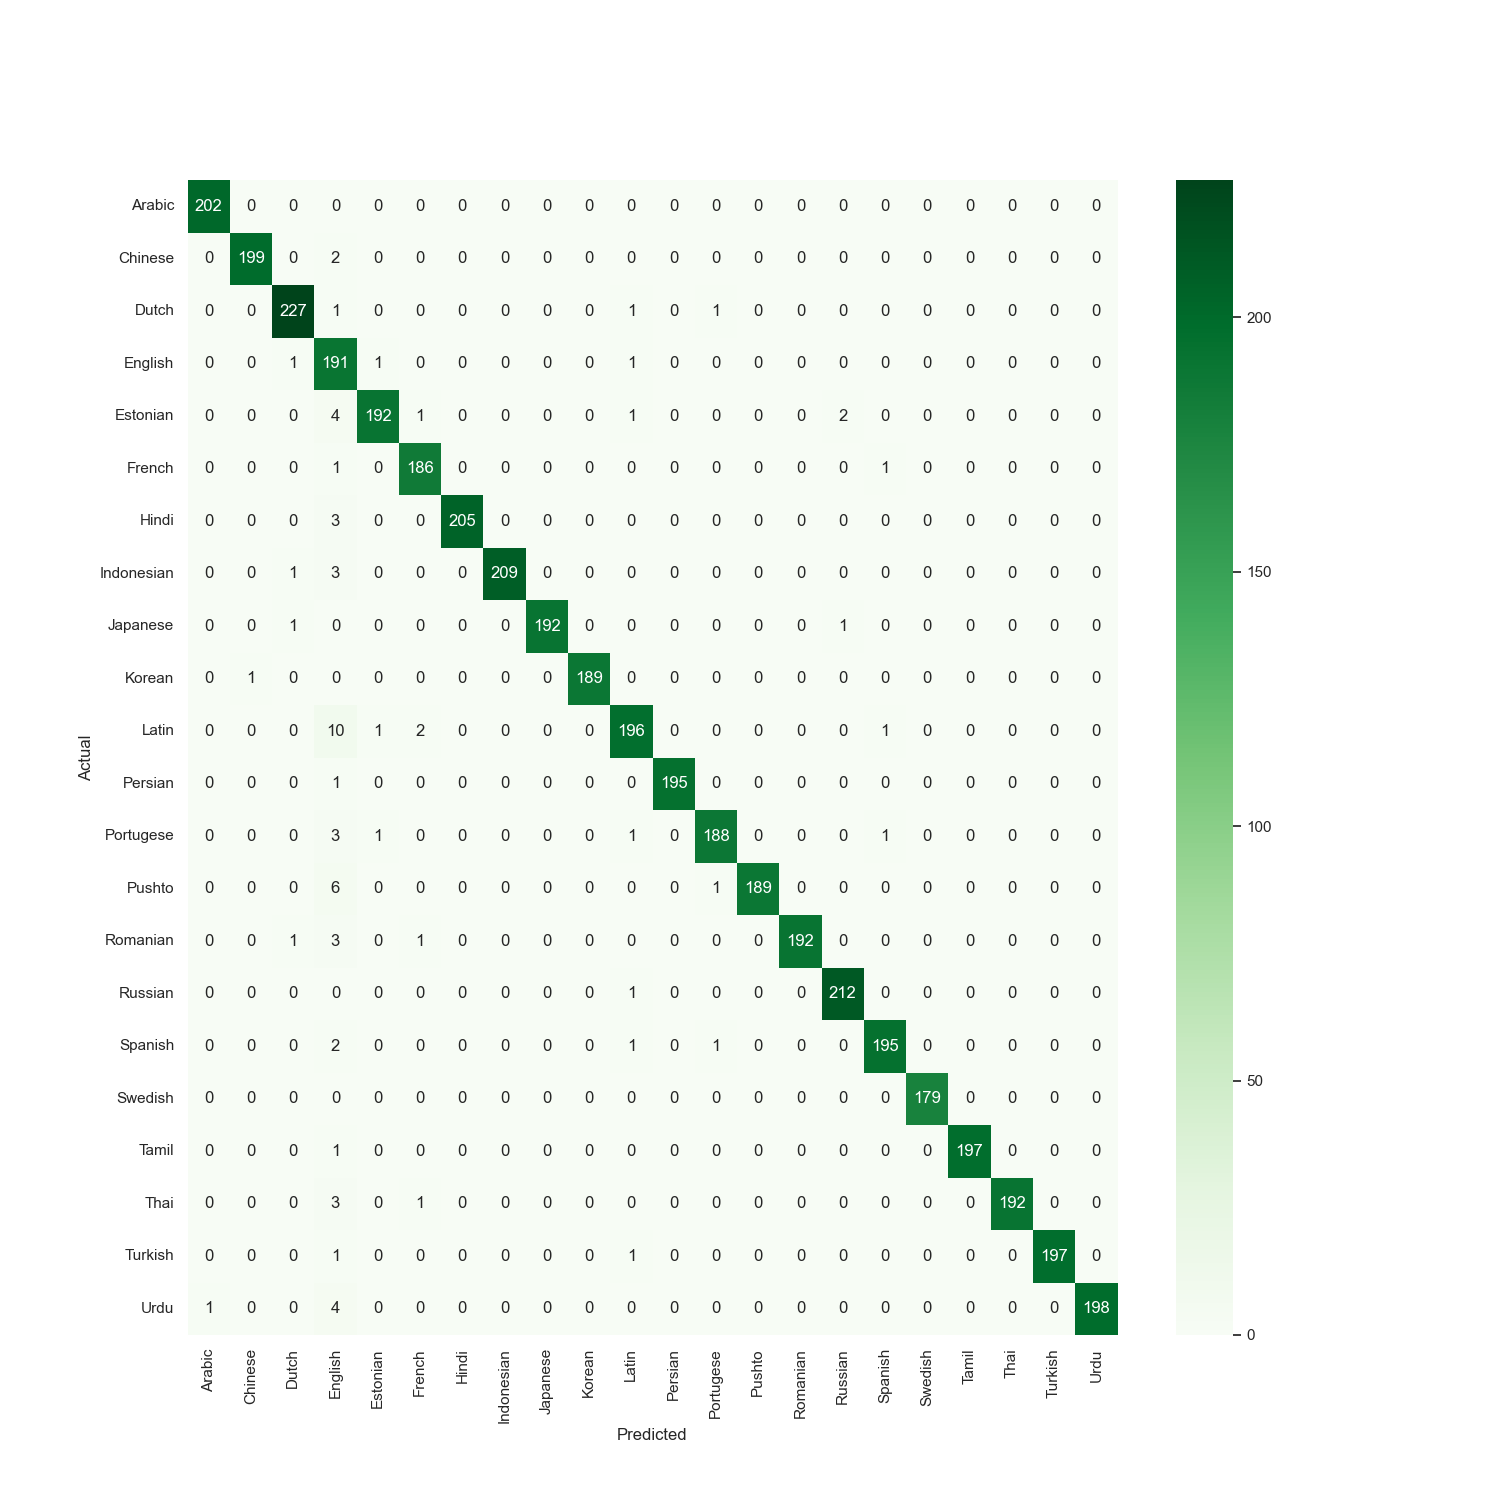 Arabic 202 0 0 0 0 0 0 0 0 0 0 0 0 0 0 0 0 0 0 0 0 0
Chinese 0 199 0 2 0 0 0 0 0 0 0 0 0 0 0 0 0 0 0 0 0 0
Dutch 0 0 227 1 0 0 0 0 0 0 1 0 1 0 0 0 0 0 0 0 0 0
200
English 0 0 1 191 1 0 0 0 0 0 1 0 0 0 0 0 0 0 0 0 0 0
Estonian 0 0 0 4 192 1 0 0 0 0 1 0 0 0 0 2 0 0 0 0 0 0
French 0 0 0 1 0 186 0 0 0 0 0 0 0 0 0 0 1 0 0 0 0 0
Hindi 0 0 0 3 0 0 205 0 0 0 0 0 0 0 0 0 0 0 0 0 0 0
Indonesian 0 0 1 3 0 0 0 209 0 0 0 0 0 0 0 0 0 0 0 0 0 0
150
Japanese 0 0 1 0 0 0 0 0 192 0 0 0 0 0 0 1 0 0 0 0 0 0
Korean 0 1 0 0 0 0 0 0 0 189 0 0 0 0 0 0 0 0 0 0 0 0
Latin 0 0 0 10 1 2 0 0 0 0 196 0 0 0 0 0 1 0 0 0 0 0
Actual
Persian 0 0 0 1 0 0 0 0 0 0 0 195 0 0 0 0 0 0 0 0 0 0
100
Portugese 0 0 0 3 1 0 0 0 0 0 1 0 188 0 0 0 1 0 0 0 0 0
Pushto 0 0 0 6 0 0 0 0 0 0 0 0 1 189 0 0 0 0 0 0 0 0
Romanian 0 0 1 3 0 1 0 0 0 0 0 0 0 0 192 0 0 0 0 0 0 0
Russian 0 0 0 0 0 0 0 0 0 0 1 0 0 0 0 212 0 0 0 0 0 0
Spanish 0 0 0 2 0 0 0 0 0 0 1 0 1 0 0 0 195 0 0 0 0 0
50
Swedish 0 0 0 0 0 0 0 0 0 0 0 0 0 0 0 0 0 179 0 0 0 0
Tamil 0 0 0 1 0 0 0 0 0 0 0 0 0 0 0 0 0 0 197 0 0 0
Thai 0 0 0 3 0 1 0 0 0 0 0 0 0 0 0 0 0 0 0 192 0 0
Turkish 0 0 0 1 0 0 0 0 0 0 1 0 0 0 0 0 0 0 0 0 197 0
Urdu 1 0 0 4 0 0 0 0 0 0 0 0 0 0 0 0 0 0 0 0 0 198
0
Arabic Chinese Dutch English Estonian French Hindi Indonesian Japanese Korean Latin Persian Portugese Pushto Romanian Russian Spanish Swedish Tamil Thai Turkish Urdu
Predicted